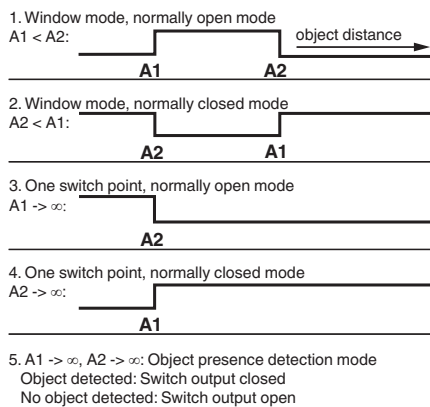 1. Window mode, normally open mode
A1 < A2:
object distance
A1 A2
2. Window mode, normally closed mode
A2 < A1:
A2 A1
3. One switch point, normally open mode
A1 -> ∞:
A2
4. One switch point, normally closed mode
A2 -> ∞:
A1
5. A1 -> ∞, A2 -> ∞: Object presence detection mode
Object detected: Switch output closed
No object detected: Switch output open